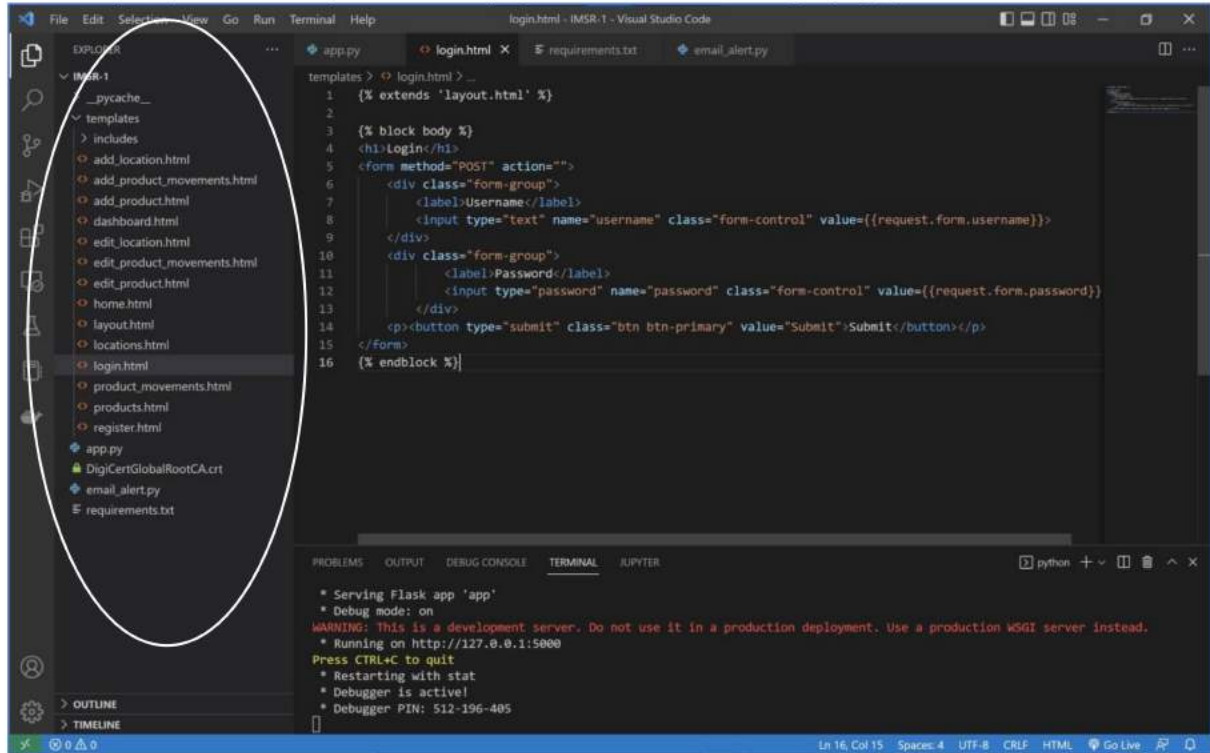 File Edit Selection View Go Run Terminal Help
login.html - IMSR-1 - Visual Studio Code
EXPLORER
IMSR-1
__pycache__
templates
includes
add_location.html
add_product_movements.html
add_product.html
dashboard.html
edit_location.html
edit_product_movements.html
edit_product.html
home.html
layout.html
locations.html
login.html
product_movements.html
products.html
register.html
app.py
DigiCertGlobalRootCA.crt
email_alert.py
requirements.txt
OUTLINE
TIMELINE
app.py login.html requirements.txt email_alert.py
templates > login.html > ...
1 {% extends 'layout.html' %}
2
3 {% block body %}
4 <h1>Login</h1>
5 <form method="POST" action="">
6 <div class="form-group">
7 <label>Username</label>
8 <input type="text" name="username" class="form-control" value={{request.form.username}}>
9 </div>
10 <div class="form-group">
11 <label>Password</label>
12 <input type="password" name="password" class="form-control" value={{request.form.password}}
13 </div>
14 <p><button type="submit" class="btn btn-primary" value="Submit">Submit</button></p>
15 </form>
16 {% endblock %}
PROBLEMS OUTPUT DEBUG CONSOLE TERMINAL JUPYTER
python
* Serving Flask app 'app'
* Debug mode: on
WARNING: This is a development server. Do not use it in a production deployment. Use a production WSGI server instead.
* Running on http://127.0.0.1:5000
Press CTRL+C to quit
* Restarting with stat
* Debugger is active!
* Debugger PIN: 512-196-405
0 0
Ln 16, Col 15 Spaces: 4 UTF-8 CRLF HTML Go Live